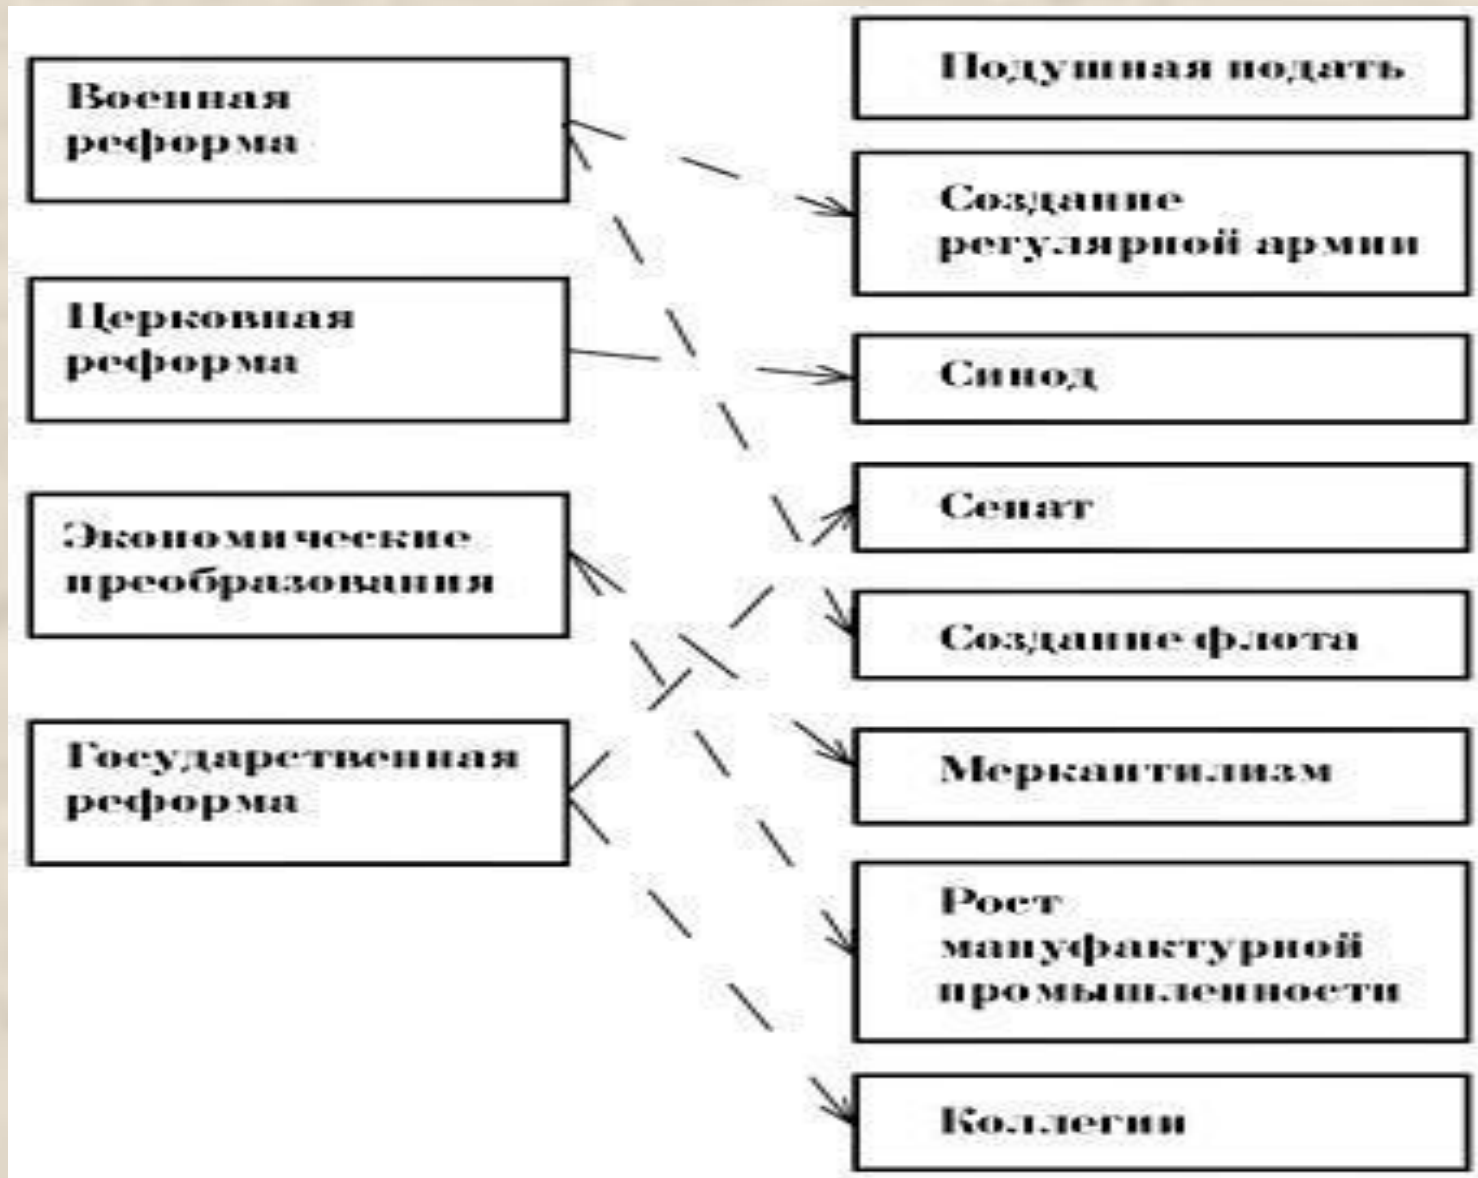 Военная
реформа
Церковная
реформа
Экономические
преобразования
Государственная
реформа
Подушная подать
Создание
регулярной армии
Синод
Сенат
Создание флота
Меркантилизм
Рост
мануфактурной
промышленности
Коллегии